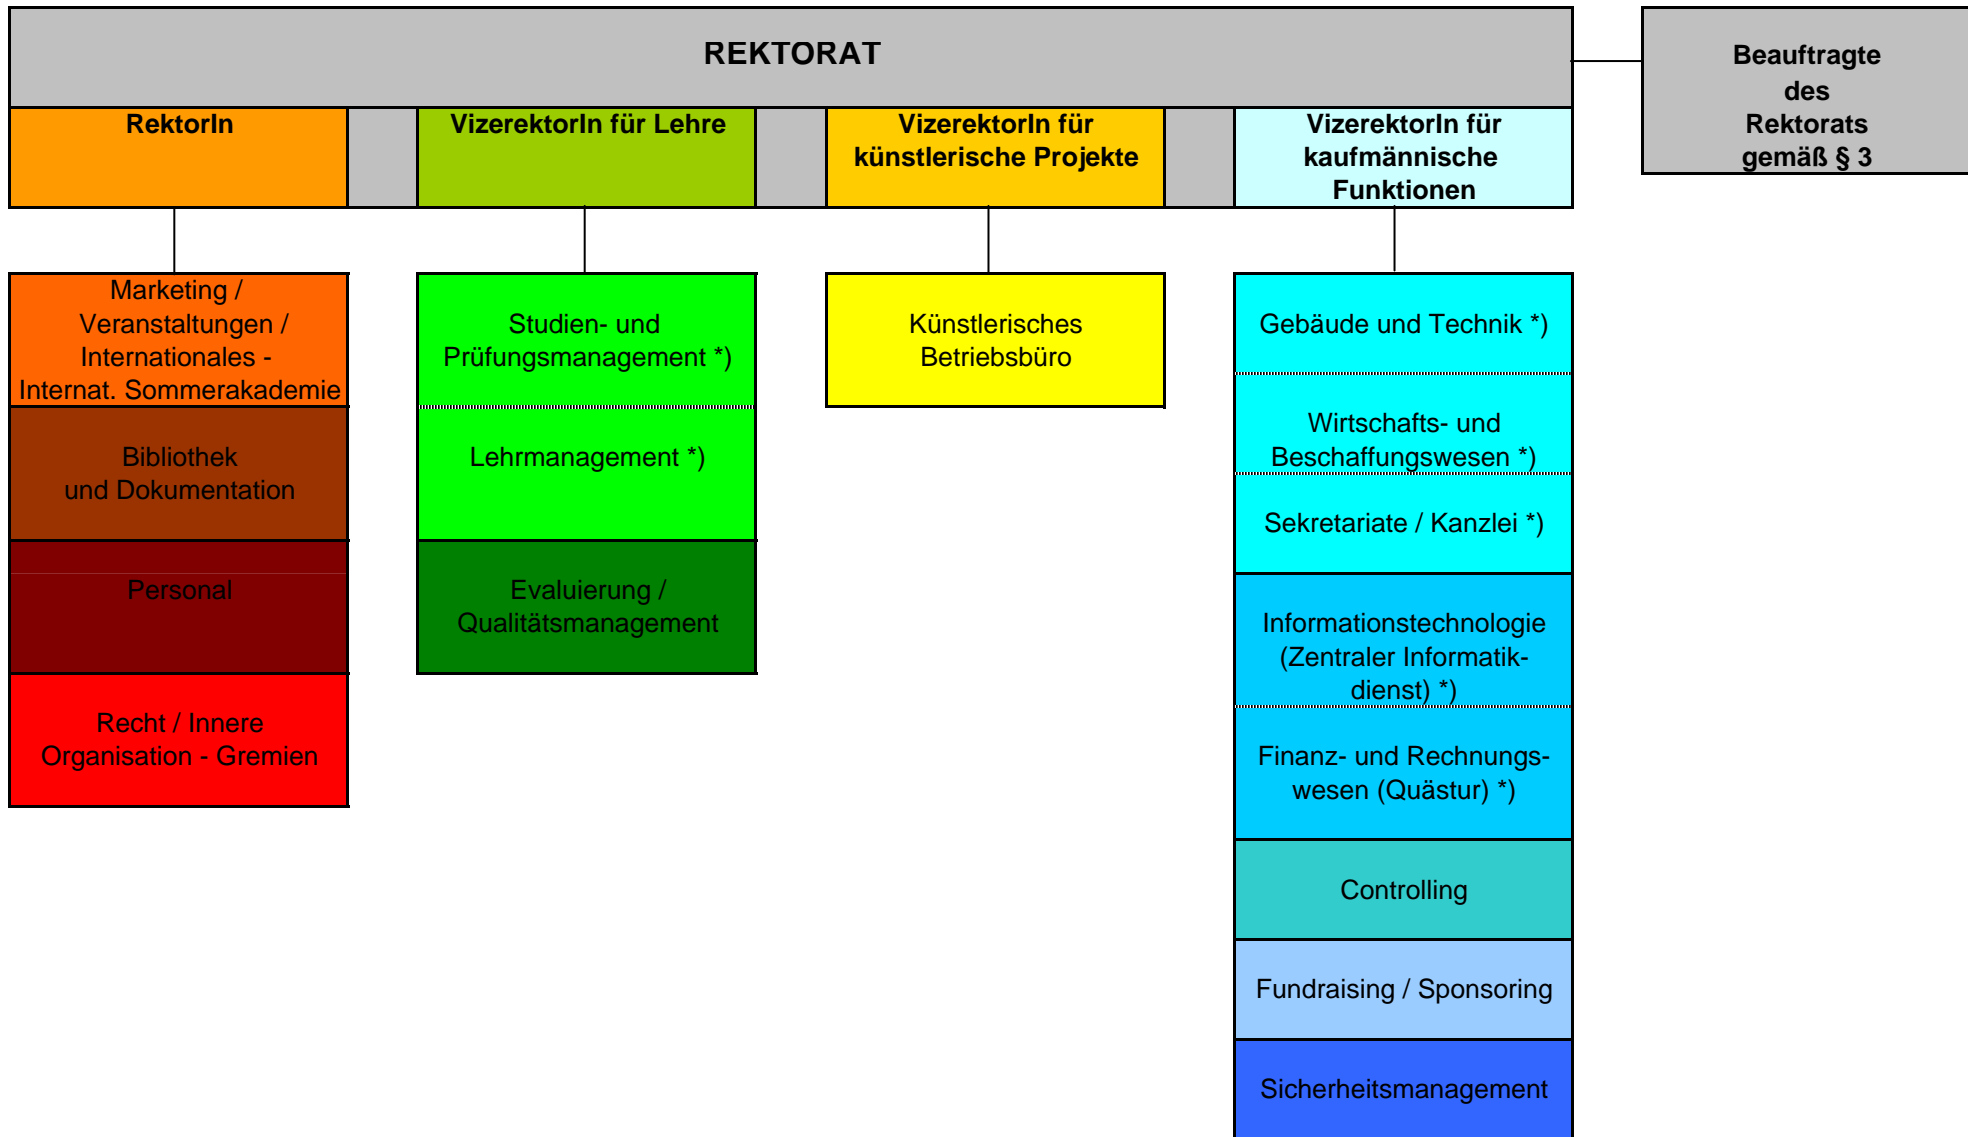 REKTORAT
Beauftragte
des
Rektorats
gemäß § 3
RektorIn
VizerektorIn für Lehre
VizerektorIn für
künstlerische Projekte
VizerektorIn für
kaufmännische
Funktionen
Marketing /
Veranstaltungen /
Internationales -
Internat. Sommerakademie
Bibliothek
und Dokumentation
Personal
Recht / Innere
Organisation - Gremien
Studien- und
Prüfungsmanagement *)
Lehrmanagement *)
Evaluierung /
Qualitätsmanagement
Künstlerisches
Betriebsbüro
Gebäude und Technik *)
Wirtschafts- und
Beschaffungswesen *)
Sekretariate / Kanzlei *)
Informationstechnologie
(Zentraler Informatik-
dienst) *)
Finanz- und Rechnungs-
wesen (Quästur) *)
Controlling
Fundraising / Sponsoring
Sicherheitsmanagement